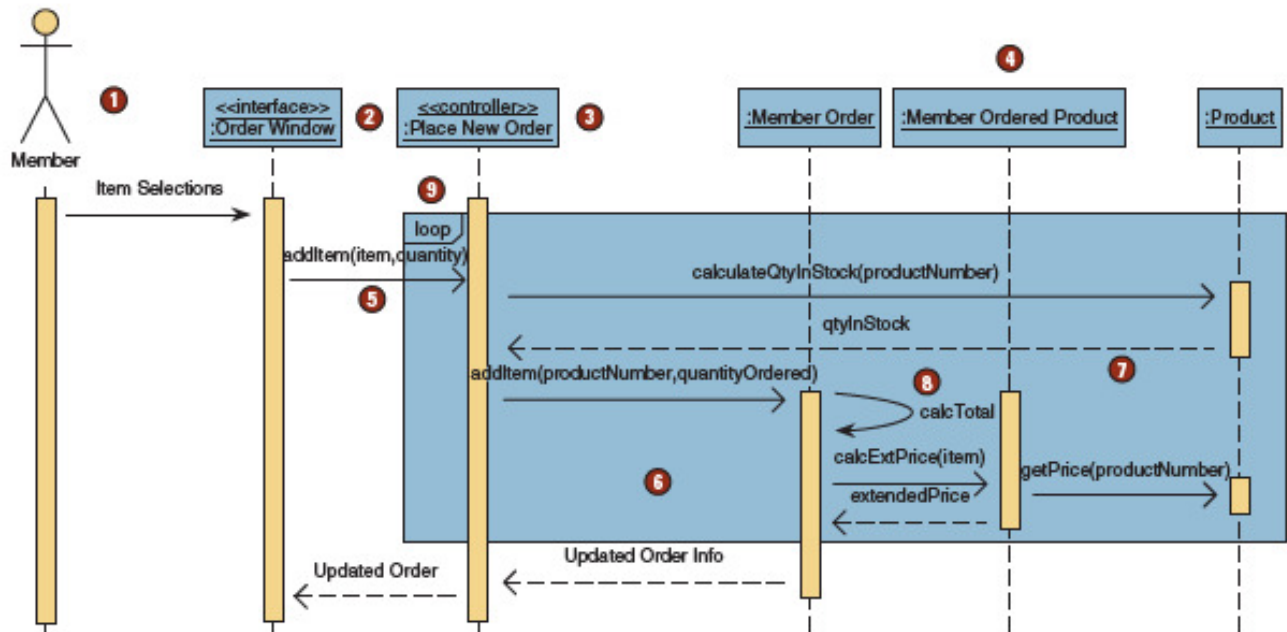 4
1
<<interface>>
:Order Window
2
<<controller>>
:Place New Order
3
:Member Order
:Member Ordered Product
:Product
Member
Item Selections
9
loop
addItem(item,quantity)
5
calculateQtyInStock(productNumber)
qtyInStock
7
addItem(productNumber,quantityOrdered)
8
calcTotal
calcExtPrice(item)
getPrice(productNumber)
6
extendedPrice
Updated Order Info
Updated Order